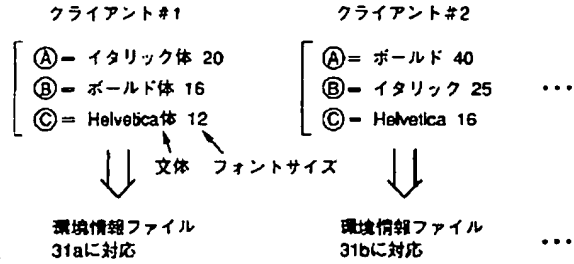 クライアント#1
Ⓐ= イタリック体 20
Ⓑ= ボールド体 16
Ⓒ= Helvetica体 12
文体 フォントサイズ
環境情報ファイル
31aに対応
クライアント#2
Ⓐ= ボールド 40
Ⓑ= イタリック 25
Ⓒ= Helvetica 16
環境情報ファイル
31bに対応
...
...